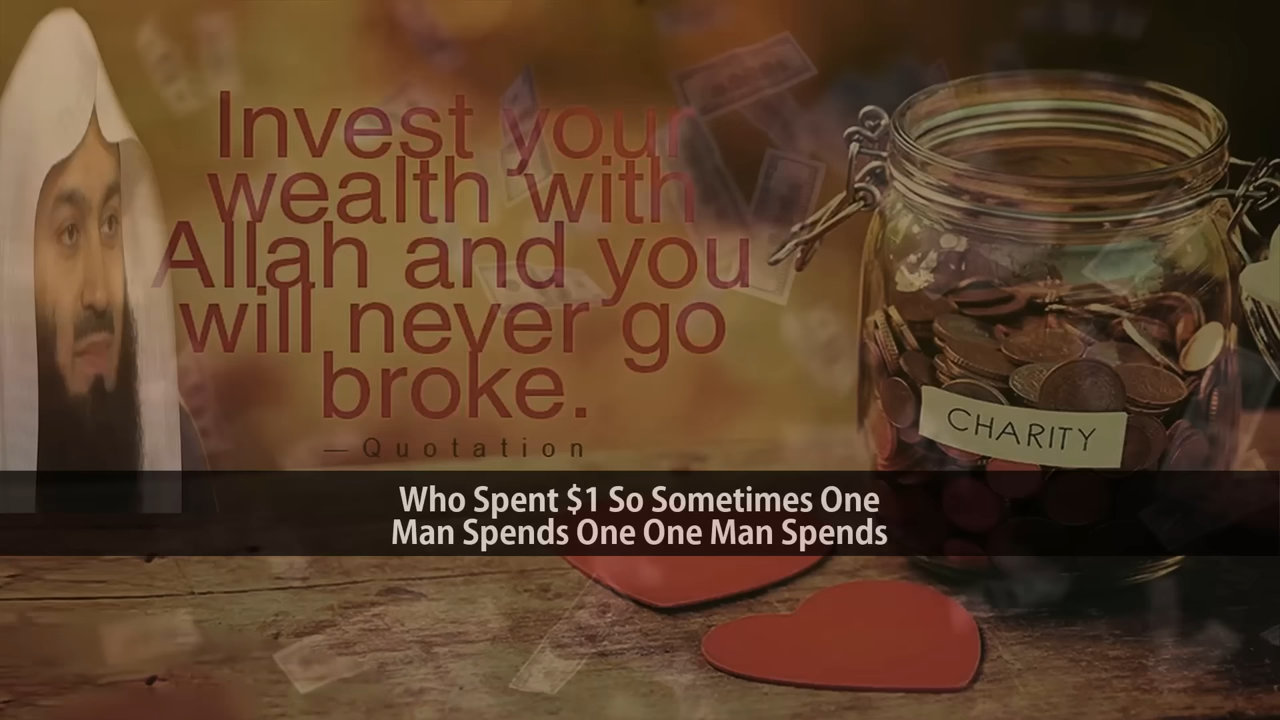 Invest your
wealth with
Allah and you
will never go
broke.
— Quotation
CHARITY
Who Spent $1 So Sometimes One
Man Spends One One Man Spends